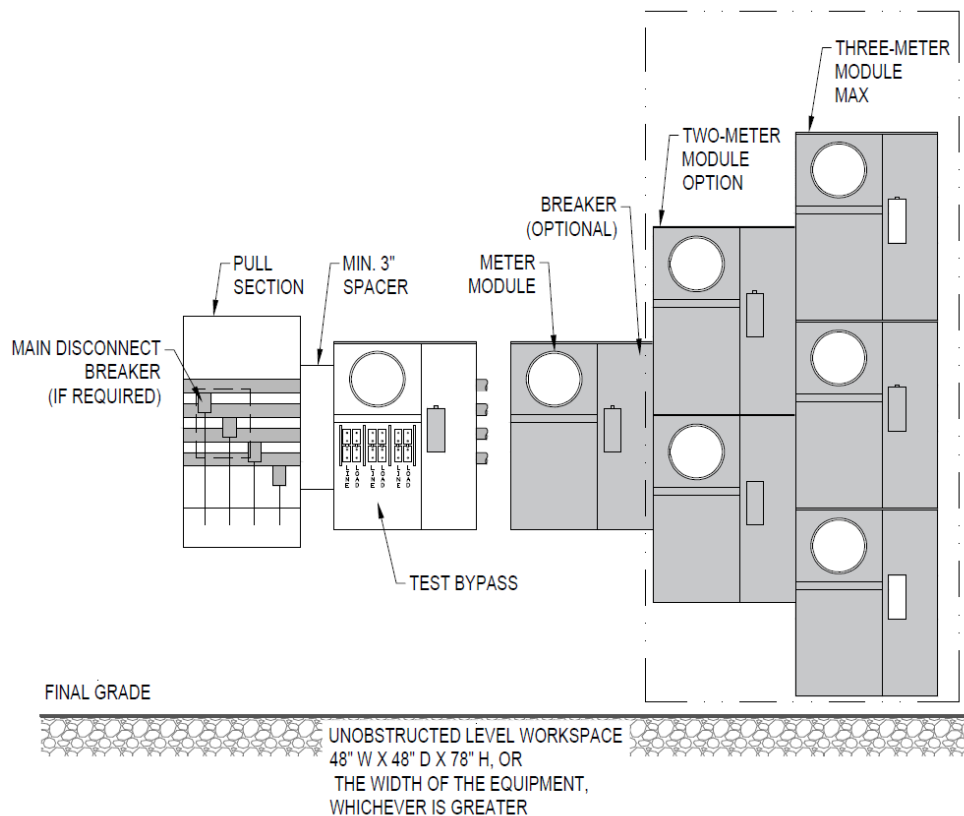 THREE-METER
MODULE
MAX
TWO-METER
MODULE
OPTION
BREAKER
(OPTIONAL)
PULL
SECTION
MIN. 3"
SPACER
METER
MODULE
MAIN DISCONNECT
BREAKER
(IF REQUIRED)
LINE
LOAD
LINE
LOAD
LINE
LOAD
TEST BYPASS
FINAL GRADE
UNOBSTRUCTED LEVEL WORKSPACE
48" W X 48" D X 78" H, OR
THE WIDTH OF THE EQUIPMENT,
WHICHEVER IS GREATER